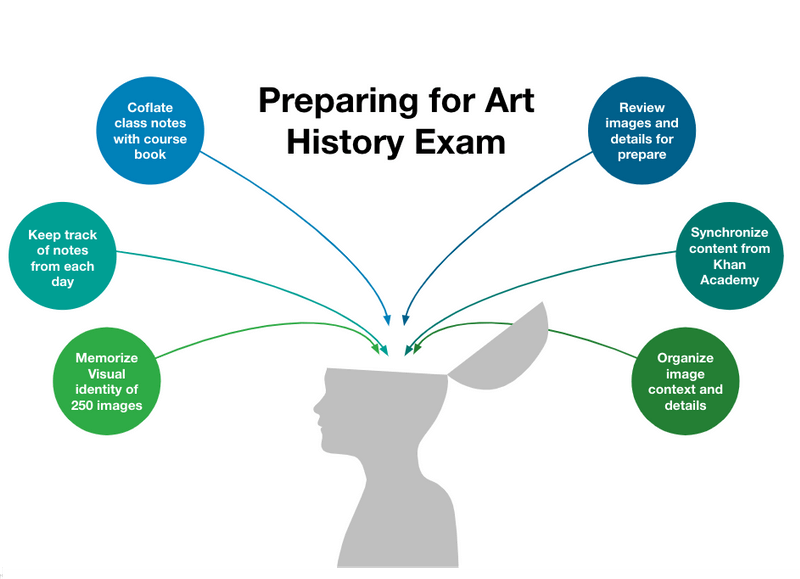 Preparing for Art
History Exam
Coflate
class notes
with course
book
Review
images and
details for
prepare
Keep track
of notes
from each
day
Synchronize
content from
Khan
Academy
Memorize
Visual
identity of
250 images
Organize
image
context and
details